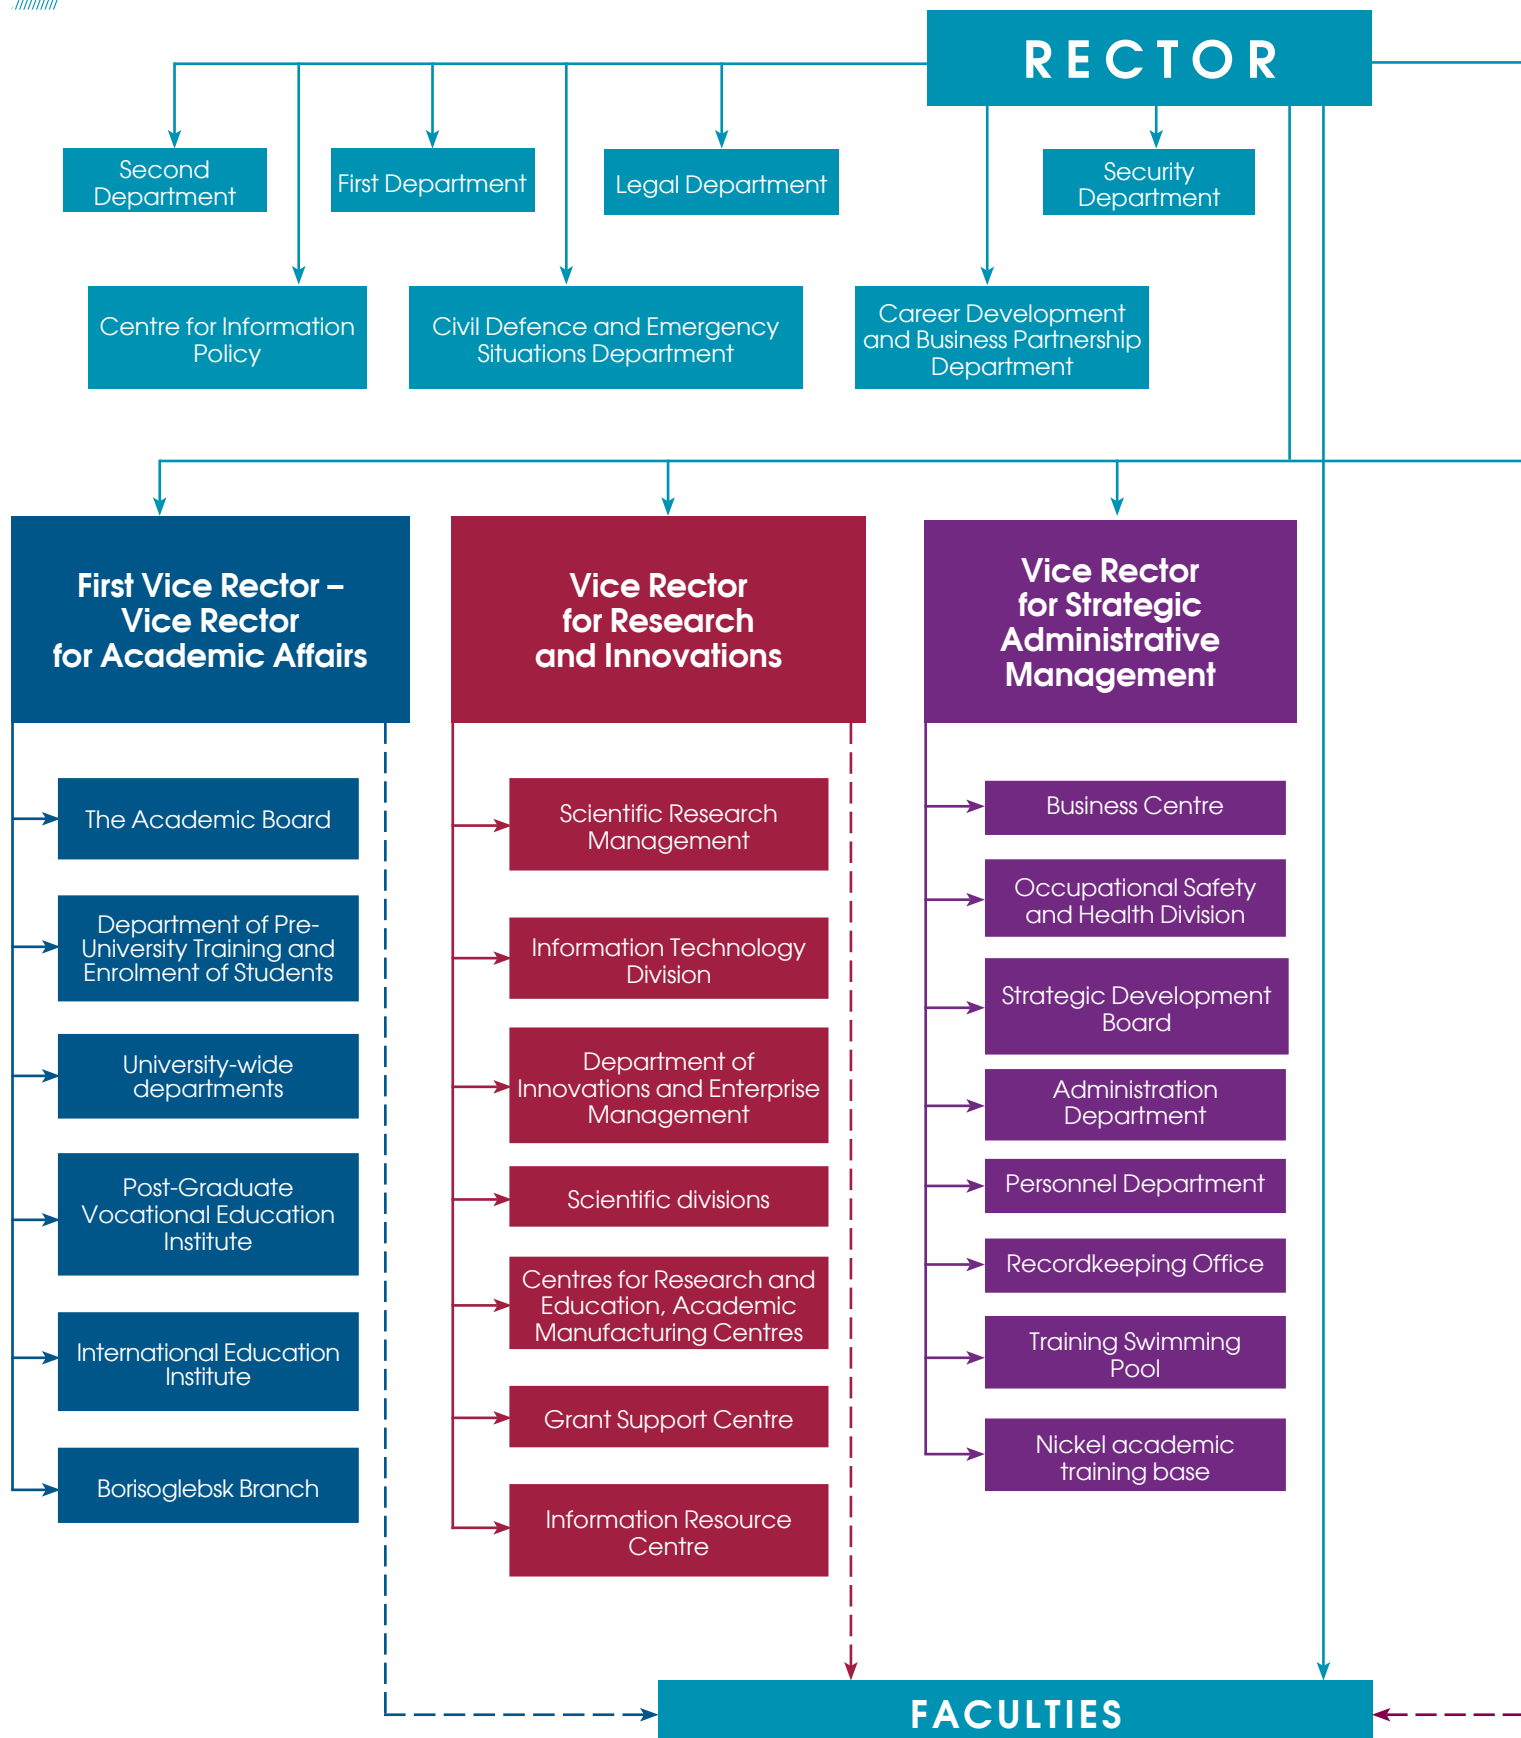 RECTOR
Second
Department
First Department
Legal Department
Security
Department
Centre for Information
Policy
Civil Defence and Emergency
Situations Department
Career Development
and Business Partnership
Department
First Vice Rector –
Vice Rector
for Academic Affairs
Vice Rector
for Research
and Innovations
Vice Rector
for Strategic
Administrative
Management
The Academic Board
Department of Pre-
University Training and
Enrolment of Students
University-wide
departments
Post-Graduate
Vocational Education
Institute
International Education
Institute
Borisoglebsk Branch
Scientific Research
Management
Information Technology
Division
Department of
Innovations and Enterprise
Management
Scientific divisions
Centres for Research and
Education, Academic
Manufacturing Centres
Grant Support Centre
Information Resource
Centre
Business Centre
Occupational Safety
and Health Division
Strategic Development
Board
Administration
Department
Personnel Department
Recordkeeping Office
Training Swimming
Pool
Nickel academic
training base
FACULTIES